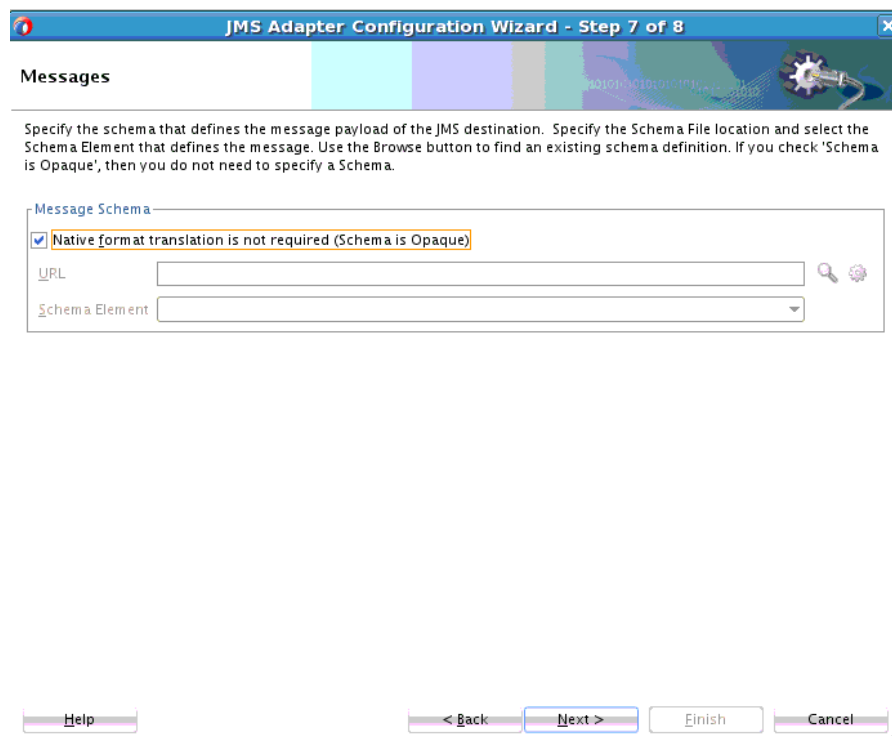 JMS Adapter Configuration Wizard - Step 7 of 8
Messages
Specify the schema that defines the message payload of the JMS destination.  Specify the Schema File location and select the
Schema Element that defines the message. Use the Browse button to find an existing schema definition. If you check 'Schema
is Opaque', then you do not need to specify a Schema.
Message Schema
Native format translation is not required (Schema is Opaque)
URL
Schema Element
Help
< Back
Next >
Finish
Cancel